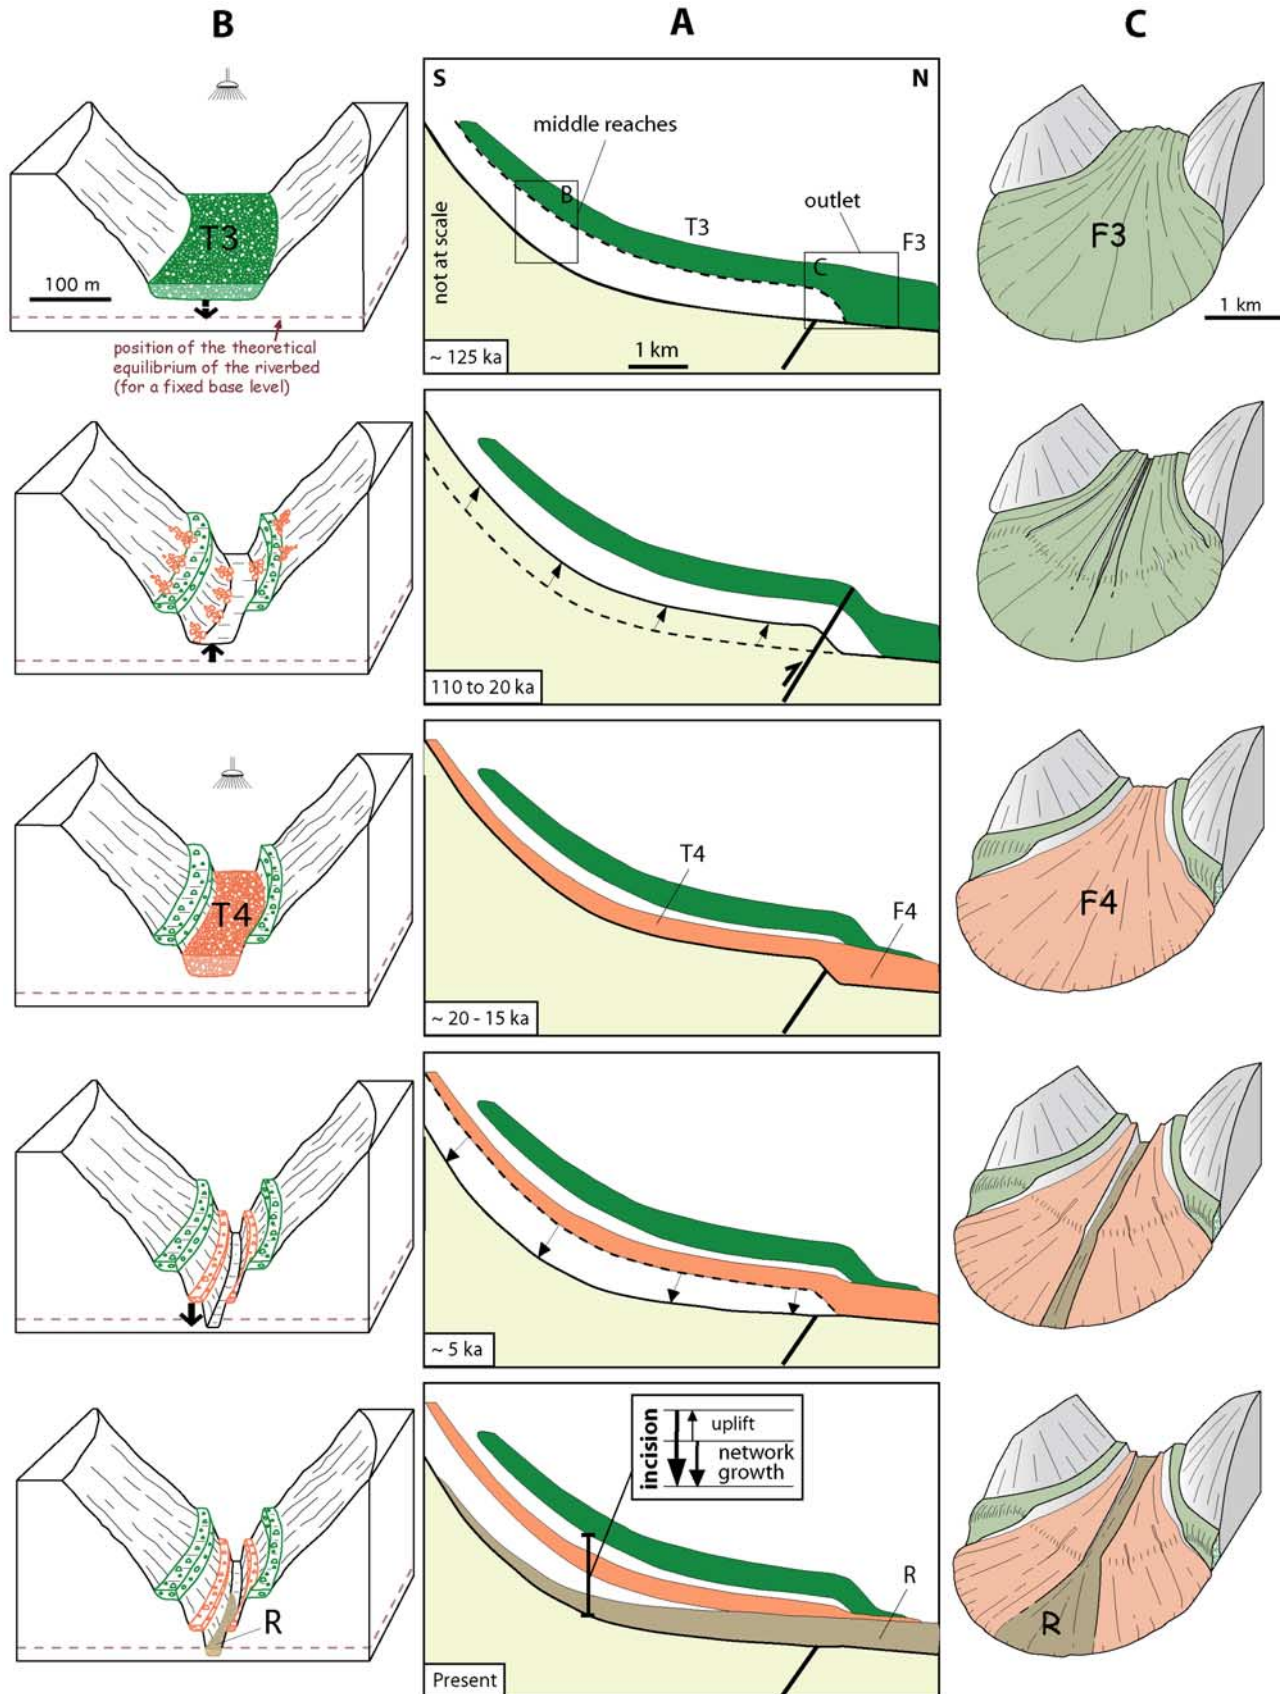 B
A
C
T3
100 m
position of the theoretical
equilibrium of the riverbed
(for a fixed base level)
S
N
middle reaches
B
outlet
T3
F3
C
not at scale
1 km
~ 125 ka
F3
1 km
110 to 20 ka
T4
T4
F4
~ 20 - 15 ka
F4
~ 5 ka
R
incision
uplift
network
growth
R
Present
R